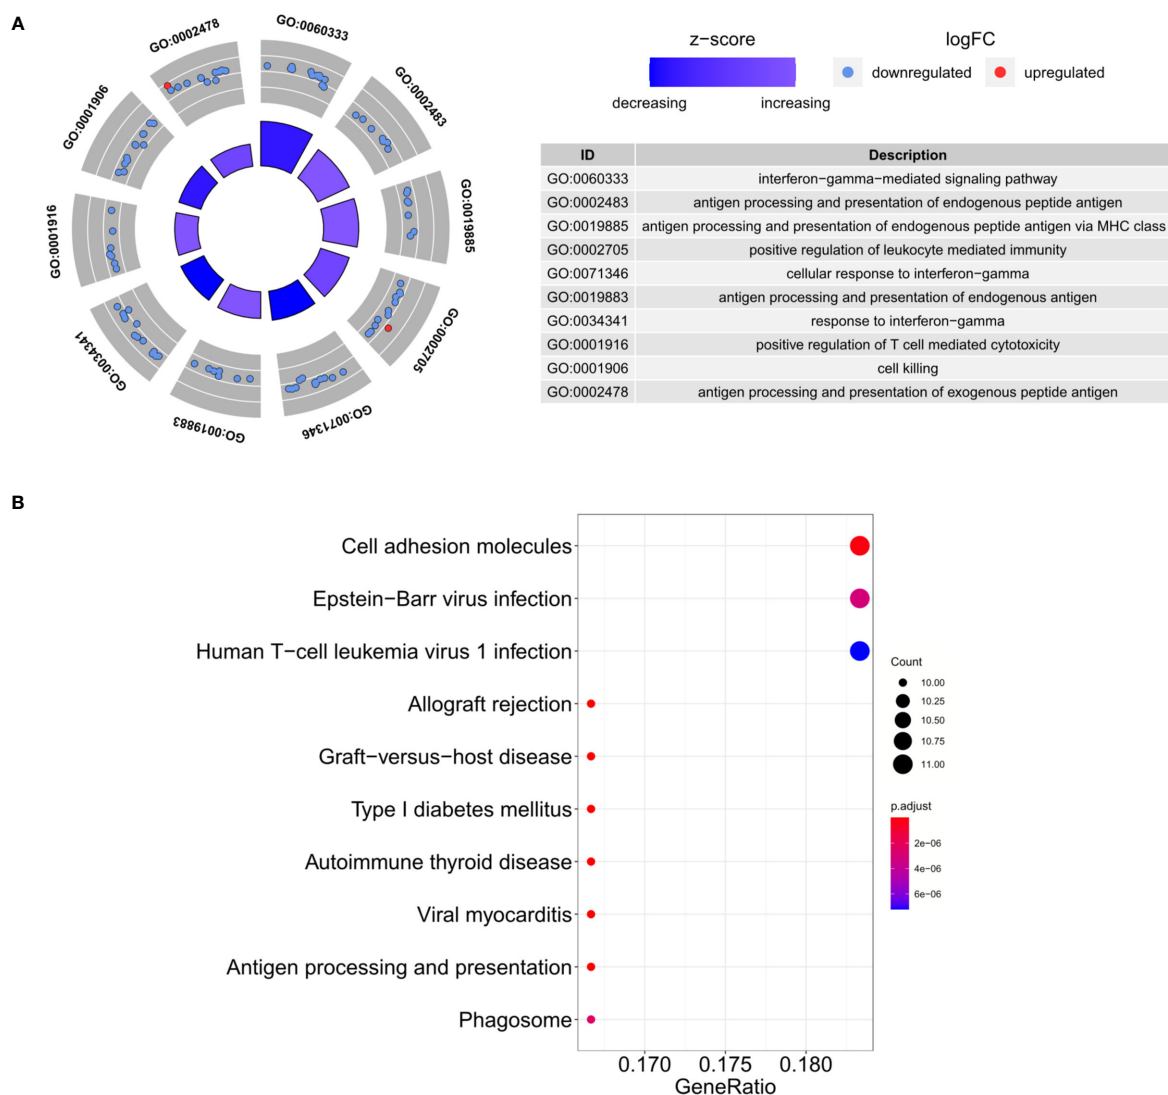 A
GO:0060333
GO:0002483
GO:0019885
GO:0002705
GO:0071346
GO:0019883
GO:0034341
GO:0001916
GO:0001906
GO:0002478
z−score
decreasing increasing
logFC
downregulated upregulated
ID Description
GO:0060333 interferon−gamma−mediated signaling pathway
GO:0002483 antigen processing and presentation of endogenous peptide antigen
GO:0019885 antigen processing and presentation of endogenous peptide antigen via MHC class
GO:0002705 positive regulation of leukocyte mediated immunity
GO:0071346 cellular response to interferon−gamma
GO:0019883 antigen processing and presentation of endogenous antigen
GO:0034341 response to interferon−gamma
GO:0001916 positive regulation of T cell mediated cytotoxicity
GO:0001906 cell killing
GO:0002478 antigen processing and presentation of exogenous peptide antigen
B
Cell adhesion molecules
Epstein−Barr virus infection
Human T−cell leukemia virus 1 infection
Allograft rejection
Graft−versus−host disease
Type I diabetes mellitus
Autoimmune thyroid disease
Viral myocarditis
Antigen processing and presentation
Phagosome
0.170 0.175 0.180
GeneRatio
Count
10.00
10.25
10.50
10.75
11.00
p.adjust
2e−06
4e−06
6e−06